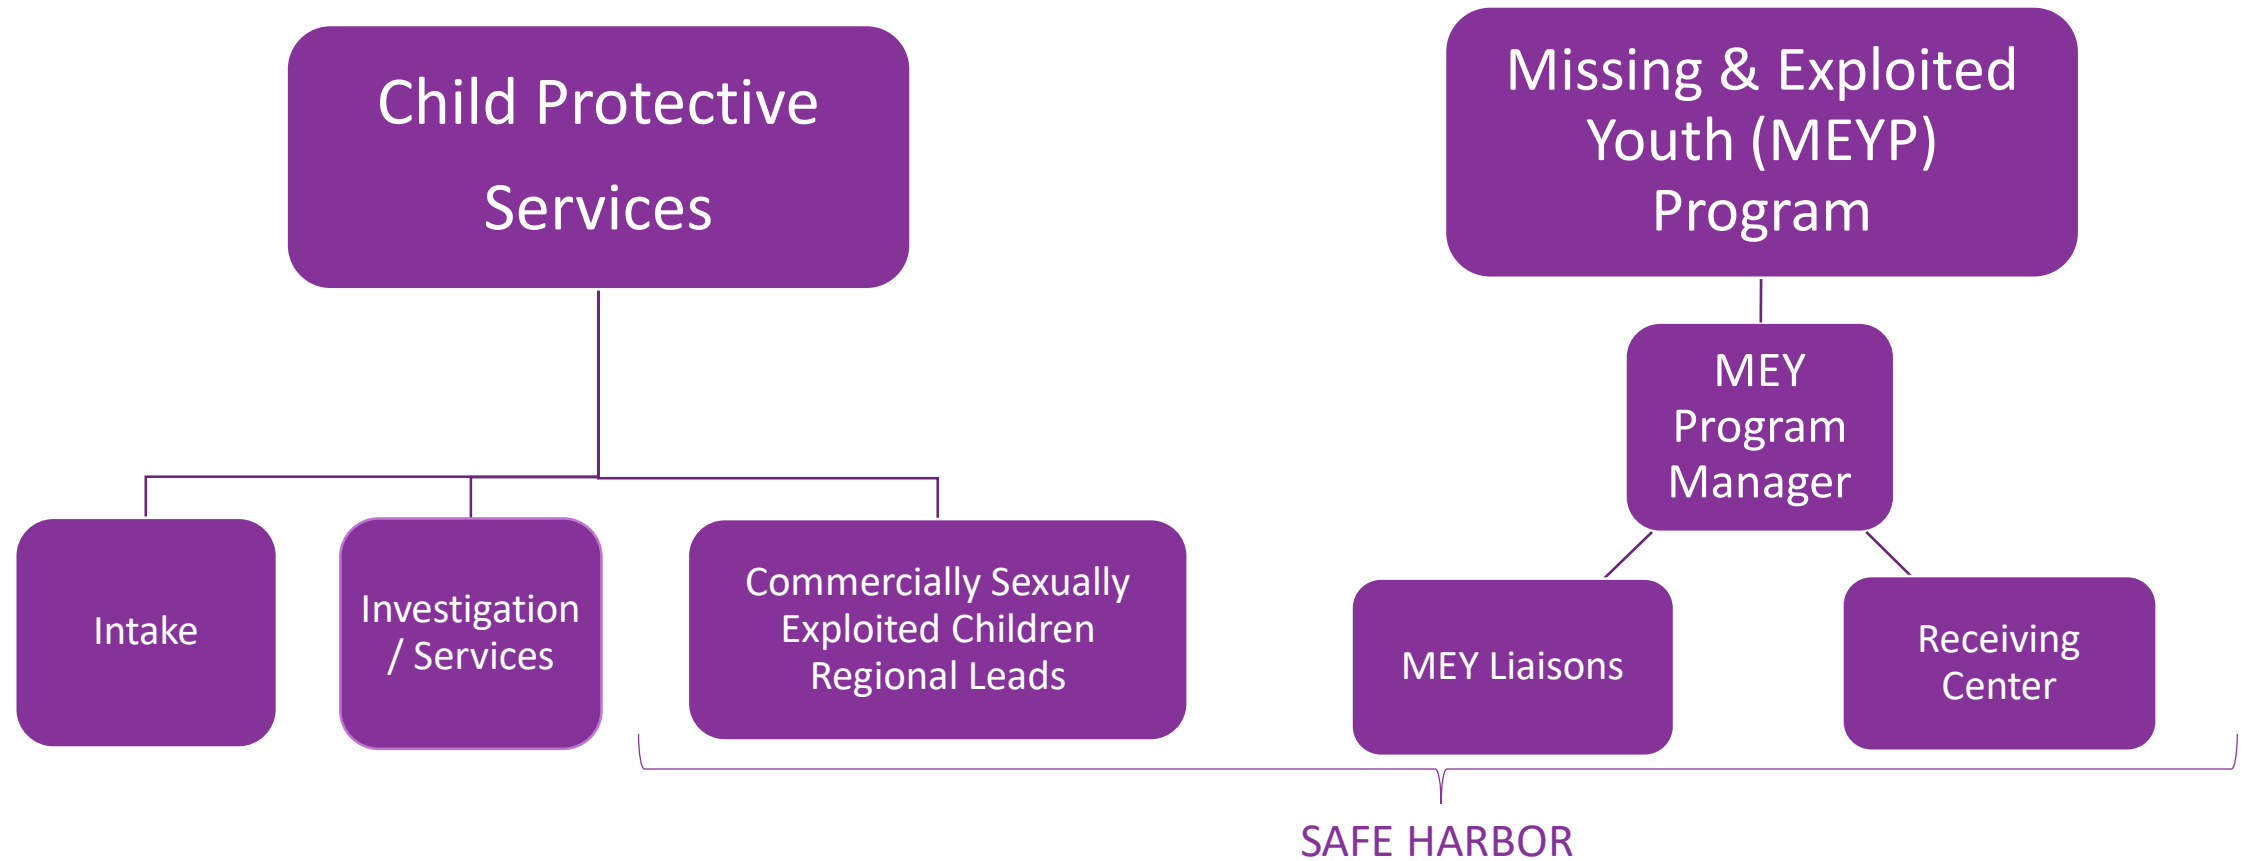 Child Protective
Services
Missing & Exploited
Youth (MEYP)
Program
MEY
Program
Manager
Intake
Investigation
/ Services
Commercially Sexually
Exploited Children
Regional Leads
MEY Liaisons
Receiving
Center
SAFE HARBOR